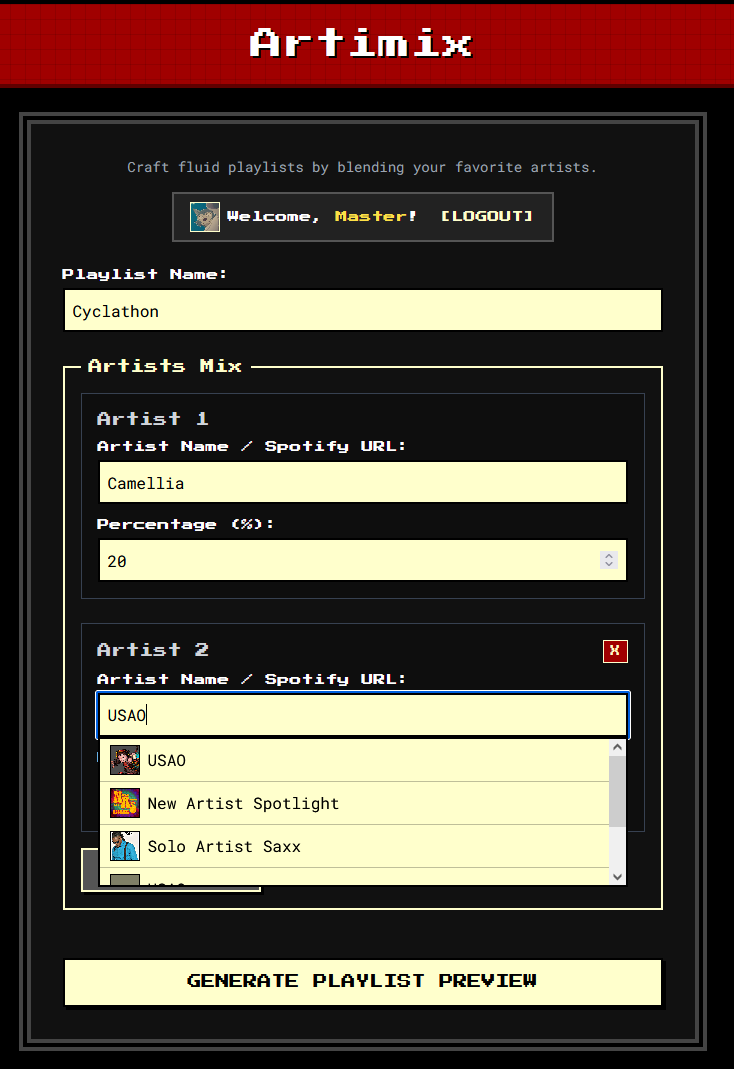 Artimix
Craft fluid playlists by blending your favorite artists.
Welcome, Master! [LOGOUT]
Playlist Name:
Cyclathon
Artists Mix
Artist 1
Artist Name / Spotify URL:
Camellia
Percentage (%):
20
Artist 2
X
Artist Name / Spotify URL:
USAO
USAO
New Artist Spotlight
Solo Artist Saxx
GENERATE PLAYLIST PREVIEW